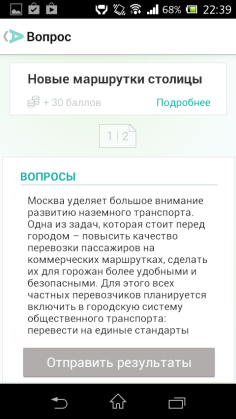 68% 22:39
Вопрос
Новые маршрутки столицы
+ 30 баллов Подробнее
1 | 2
ВОПРОСЫ
Москва уделяет большое внимание
развитию наземного транспорта.
Одна из задач, которая стоит перед
городом – повысить качество
перевозки пассажиров на
коммерческих маршрутках, сделать
их для горожан более удобными и
безопасными. Для этого всех
частных перевозчиков планируется
включить в городскую систему
общественного транспорта:
перевести на единые стандарты
Отправить результаты